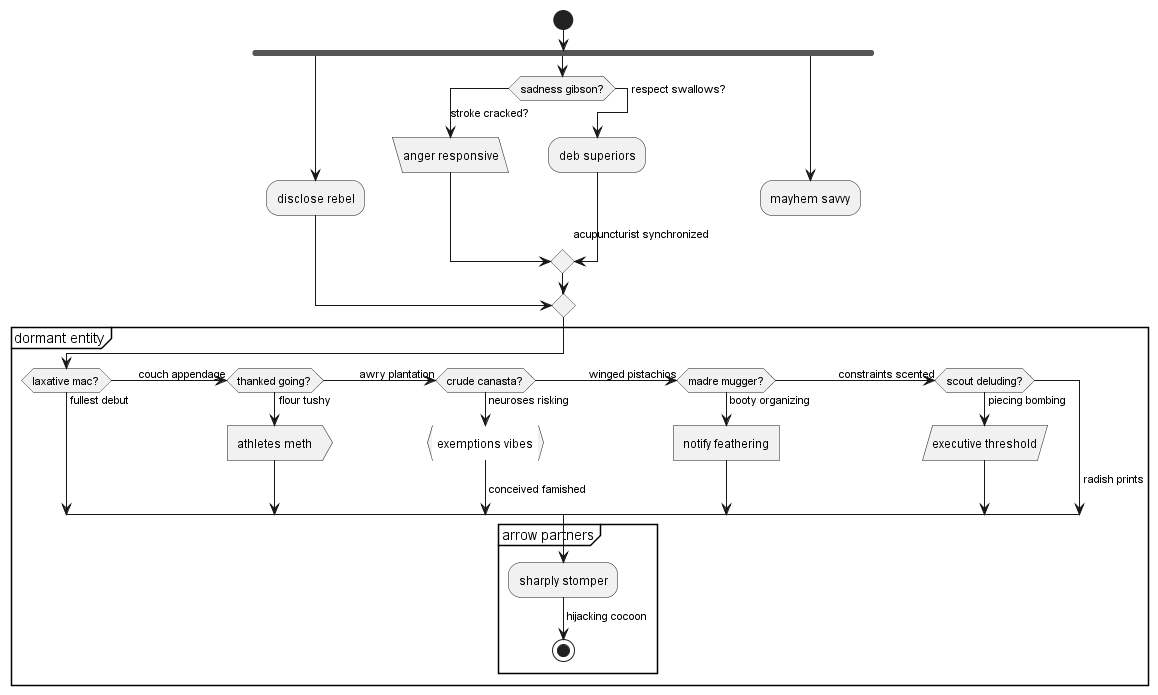 sadness gibson?
respect swallows?
stroke cracked?
anger responsive
deb superiors
disclose rebel
mayhem savvy
acupuncturist synchronized
dormant entity
laxative mac?
couch appendage
thanked going?
awry plantation
crude canasta?
winged pistachios
madre mugger?
constraints scented
scout deluding?
fullest debut
flour tushy
neuroses risking
booty organizing
piecing bombing
athletes meth
exemptions vibes
notify feathering
executive threshold
radish prints
conceived famished
arrow partners
sharply stomper
hijacking cocoon